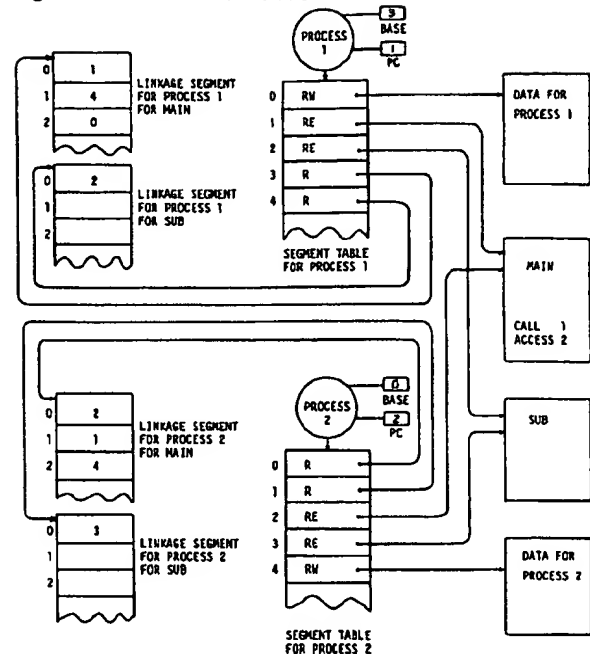 3
BASE
PROCESS
1
1
PC
0 1
1 4
2 0
LINKAGE SEGMENT
FOR PROCESS 1
FOR MAIN
0 2
1
2
LINKAGE SEGMENT
FOR PROCESS 1
FOR SUB
0 RW
1 RE
2 RE
3 R
4 R
SEGMENT TABLE
FOR PROCESS 1
DATA FOR
PROCESS 1
MAIN
CALL 1
ACCESS 2
SUB
DATA FOR
PROCESS 2
0
BASE
PROCESS
2
2
PC
0 2
1 1
2 4
LINKAGE SEGMENT
FOR PROCESS 2
FOR MAIN
0 3
1
2
LINKAGE SEGMENT
FOR PROCESS 2
FOR SUB
0 R
1 R
2 RE
3 RE
4 RW
SEGMENT TABLE
FOR PROCESS 2